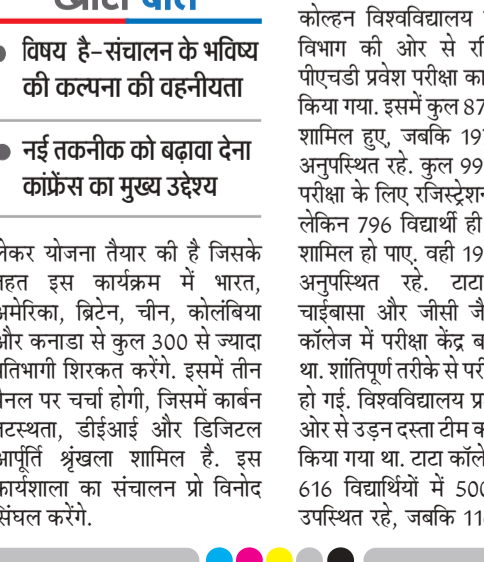 खास बातें
विषय है-संचालन के भविष्य
की कल्पना की वहनीयता
नई तकनीक को बढ़ावा देना
कांफ्रेंस का मुख्य उद्देश्य
लेकर योजना तैयार की है जिसके
तहत इस कार्यक्रम में भारत,
अमेरिका, ब्रिटेन, चीन, कोलंबिया
और कनाडा से कुल 300 से ज्यादा
प्रतिभागी शिरकत करेंगे. इसमें तीन
पैनल पर चर्चा होगी, जिसमें कार्बन
तटस्थता, डीईआई और डिजिटल
आर्पूर्ति श्रृंखला शामिल है. इस
कार्यशाला का संचालन प्रो विनोद
सिंघल करेंगे.
कोल्हन विश्वविद्यालय
विभाग की ओर से
पीएचडी प्रवेश परीक्षा
किया गया. इसमें कुल
शामिल हुए, जबकि
अनुपस्थित रहे. कुल
परीक्षा के लिए
लेकिन 796 विद्यार्थी ही
शामिल हो पाए. वही
अनुपस्थित रहे. टाटा
चाईबासा और जीसी
कॉलेज में परीक्षा केंद्र
था. शांतिपूर्ण तरीके से
हो गई. विश्वविद्यालय
ओर से उड़न दस्ता टीम
किया गया था. टाटा
616 विद्यार्थियों में
उपस्थित रहे, जबकि